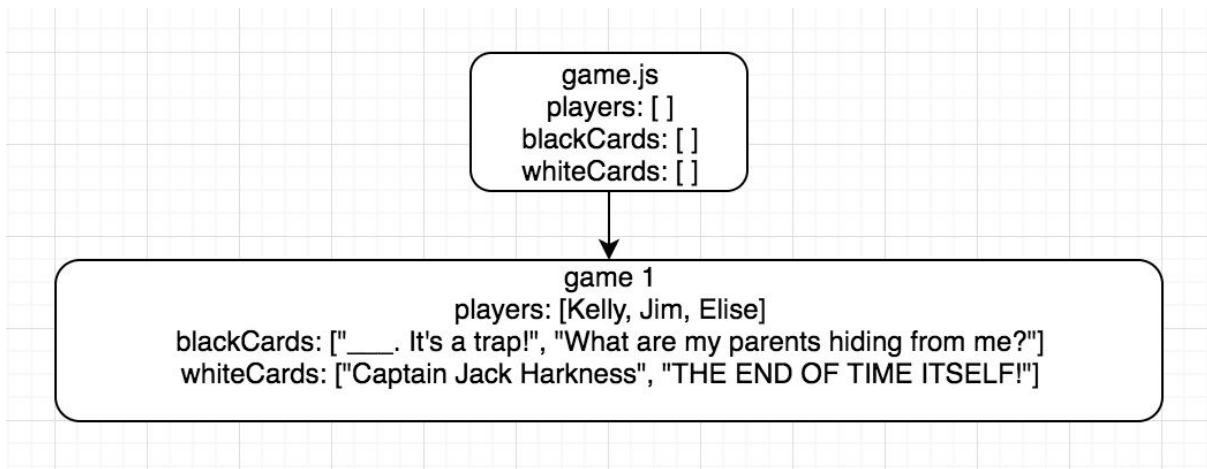 game.js
players: [ ]
blackCards: [ ]
whiteCards: [ ]
game 1
players: [Kelly, Jim, Elise]
blackCards: ["___. It's a trap!", "What are my parents hiding from me?"]
whiteCards: ["Captain Jack Harkness", "THE END OF TIME ITSELF!"]